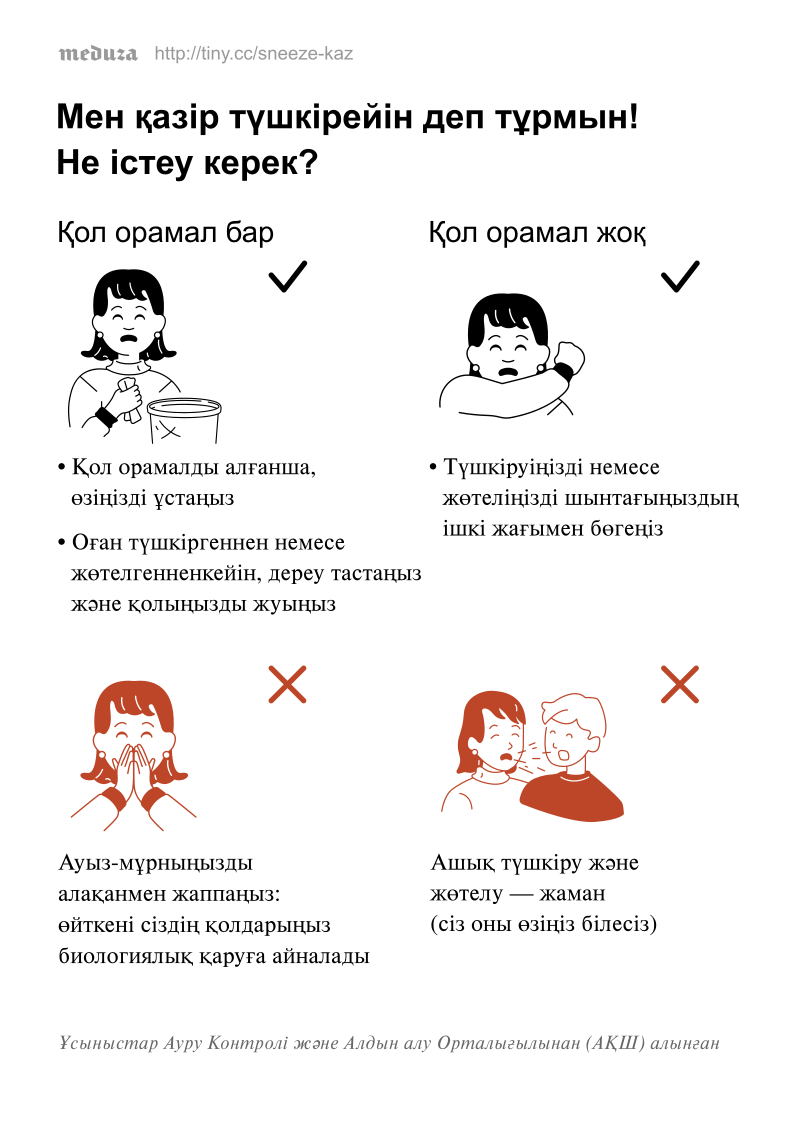 meduza http://tiny.cc/sneeze-kaz
Мен қазір түшкірейін деп тұрмын!
Не істеу керек?
Қол орамал бар
• Қол орамалды алғанша,
өзіңізді ұстаңыз
• Оған түшкіргеннен немесе
жөтелгенненкейін, дереу тастаңыз
және қолыңызды жуыңыз
Қол орамал жоқ
• Түшкіруіңізді немесе
жөтеліңізді шынтағыңыздың
ішкі жағымен бөгеңіз
Ауыз-мұрныңызды
алақанмен жаппаңыз:
өйткені сіздің қолдарыңыз
биологиялық қаруға айналады
Ашық түшкіру және
жөтелу — жаман
(сіз оны өзіңіз білесіз)
Ұсыныстар Ауру Контролі және Алдын алу Орталығылынан (АҚШ) алынған